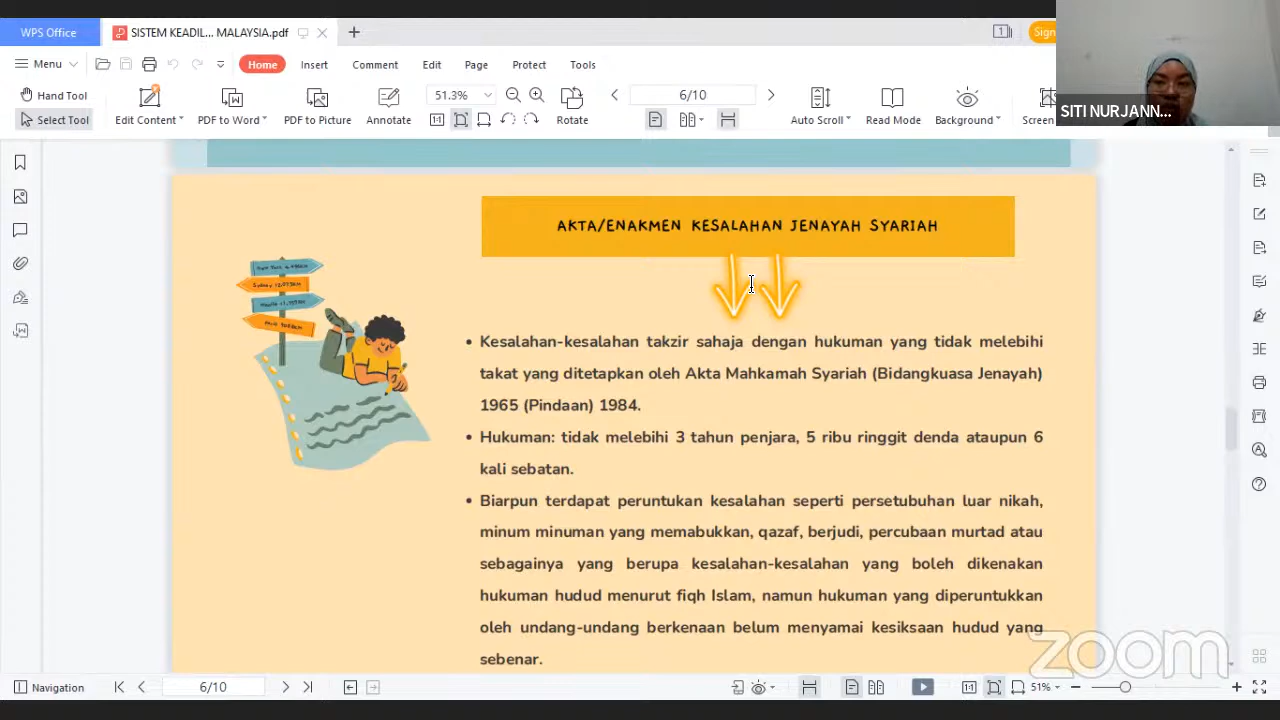 WPS Office
SISTEM KEADIL... MALAYSIA.pdf
1
Sign
Menu
Home
Insert
Comment
Edit
Page
Protect
Tools
Hand Tool
Select Tool
Edit Content
PDF to Word
PDF to Picture
Annotate
51.3%
Rotate
6/10
Auto Scroll
Read Mode
Background
Screen
SITI NURJANN...
AKTA/ENAKMEN KESALAHAN JENAYAH SYARIAH
Sydney
• Kesalahan-kesalahan takzir sahaja dengan hukuman yang tidak melebihi
takat yang ditetapkan oleh Akta Mahkamah Syariah (Bidangkuasa Jenayah)
1965 (Pindaan) 1984.
• Hukuman: tidak melebihi 3 tahun penjara, 5 ribu ringgit denda ataupun 6
kali sebatan.
• Biarpun terdapat peruntukan kesalahan seperti persetubuhan luar nikah,
minum minuman yang memabukkan, qazaf, berjudi, percubaan murtad atau
sebagainya yang berupa kesalahan-kesalahan yang boleh dikenakan
hukuman hudud menurut fiqh Islam, namun hukuman yang diperuntukkan
oleh undang-undang berkenaan belum menyamai kesiksaan hudud yang
sebenar.
zoom
Navigation
6/10
51%